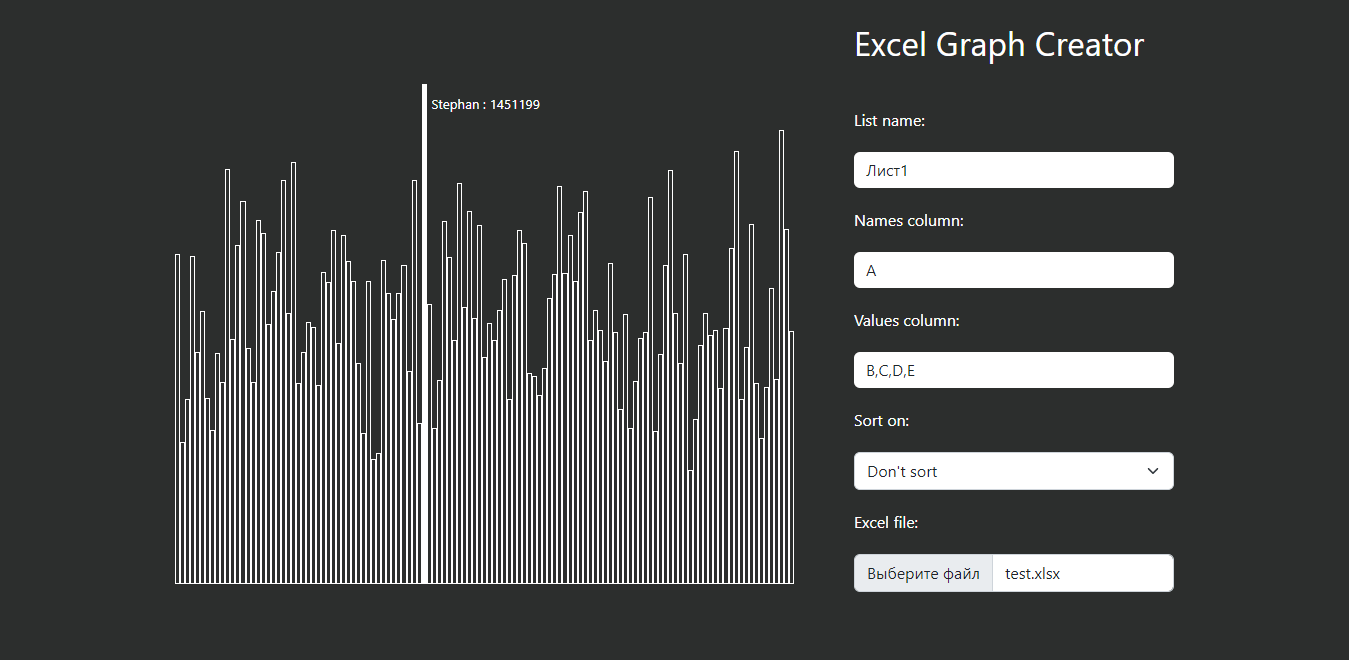 Excel Graph Creator
Stephan : 1451199
List name:
Лист1
Names column:
A
Values column:
B,C,D,E
Sort on:
Don't sort
Excel file:
Выберите файл test.xlsx